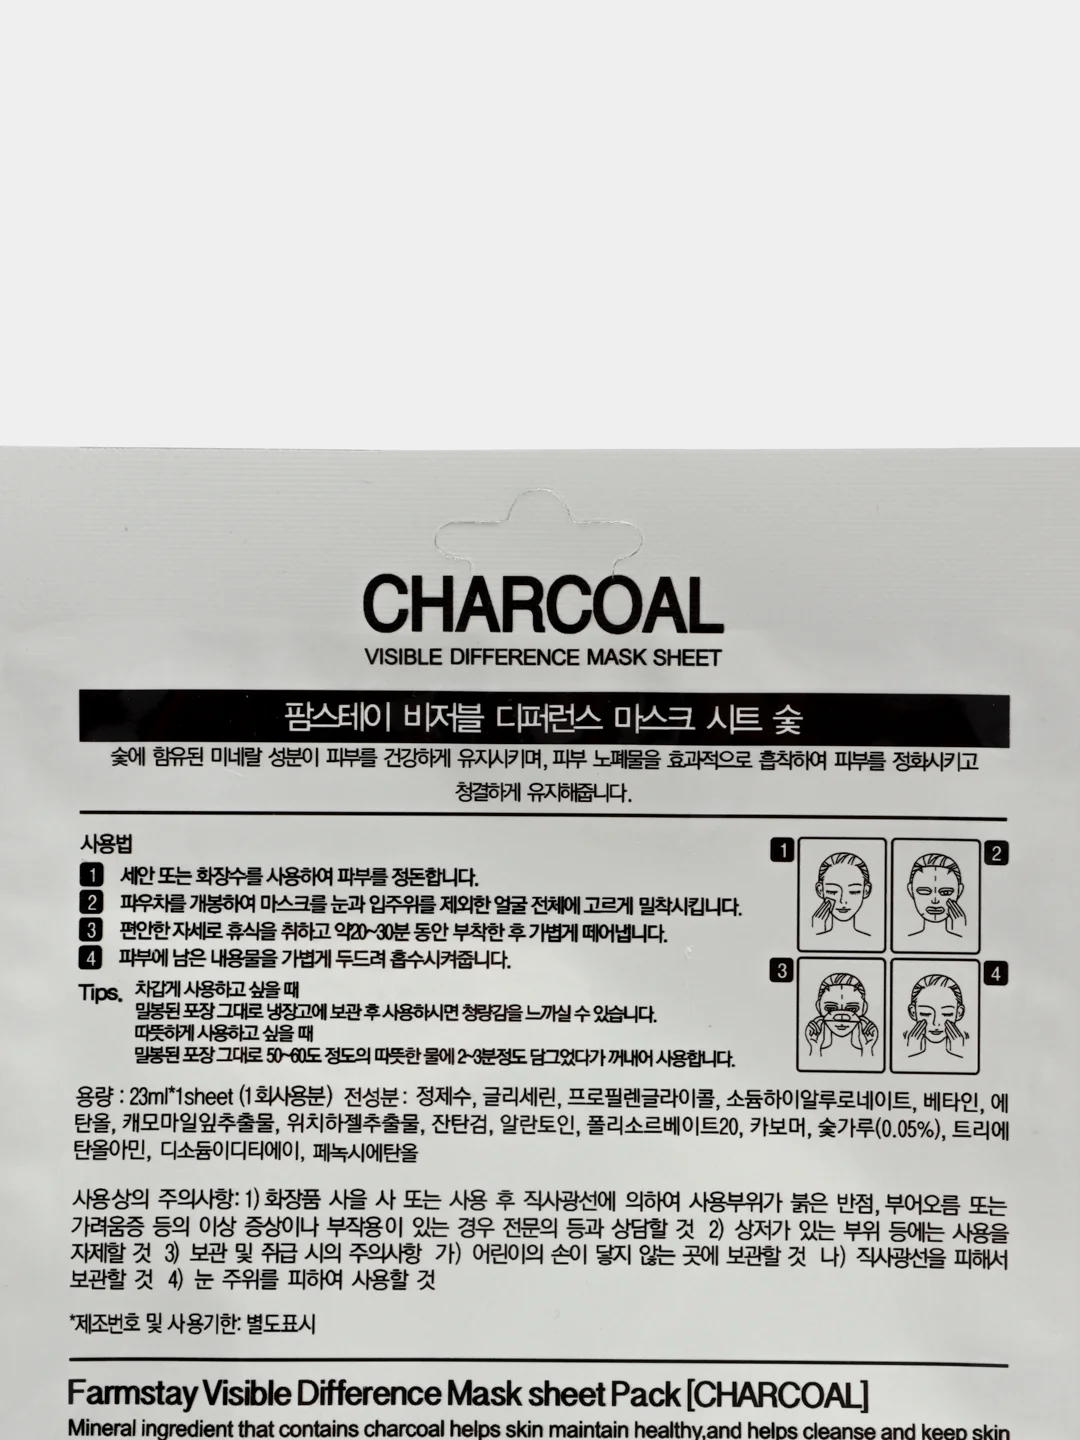 CHARCOAL
VISIBLE DIFFERENCE MASK SHEET
팜스테이 비저블 디퍼런스 마스크 시트 숯
숯에 함유된 미네랄 성분이 피부를 건강하게 유지시키며, 피부 노폐물을 효과적으로 흡착하여 피부를 정화시키고
청결하게 유지해줍니다.
사용법
1 세안 또는 화장수를 사용하여 파부를 정돈합니다.
2 파우차를 개봉하여 마스크를 눈과 입주위를 제외한 얼굴 전체에 고르게 밀착시킵니다.
3 편안한 자세로 휴식을 취하고 약20~30분 동안 부착한 후 가볍게 떼어냅니다.
4 파부에 남은 내용물을 가볍게 두드려 흡수시켜줍니다.
1
2
3
4
Tips. 차갑게 사용하고 싶을 때
밀봉된 포장 그대로 냉장고에 보관 후 사용하시면 청량감을 느끼실 수 있습니다.
따뜻하게 사용하고 싶을 때
밀봉된 포장 그대로 50~60도 정도의 따뜻한 물에 2~3분정도 담그었다가 꺼내어 사용합니다.
용량 : 23ml*1sheet (1회사용분) 전성분 : 정제수, 글리세린, 프로필렌글라이콜, 소듐하이알루로네이트, 베타인, 에
탄올, 캐모마일잎추출물, 위치하젤추출물, 잔탄검, 알란토인, 폴리소르베이트20, 카보머, 숯가루(0.05%), 트리에
탄올아민, 디소듐이디티에이, 페녹시에탄올
사용상의 주의사항: 1) 화장품 사을 사 또는 사용 후 직사광선에 의하여 사용부위가 붉은 반점, 부어오름 또는
가려움증 등의 이상 증상이나 부작용이 있는 경우 전문의 등과 상담할 것 2) 상저가 있는 부위 등에는 사용을
자제할 것 3) 보관 및 취급 시의 주의사항 가) 어린이의 손이 닿지 않는 곳에 보관할 것 나) 직사광선을 피해서
보관할 것 4) 눈 주위를 피하여 사용할 것
*제조번호 및 사용기한: 별도표시
Farmstay Visible Difference Mask sheet Pack [CHARCOAL]
Mineral ingredient that contains charcoal helps skin maintain healthy,and helps cleanse and keep skin